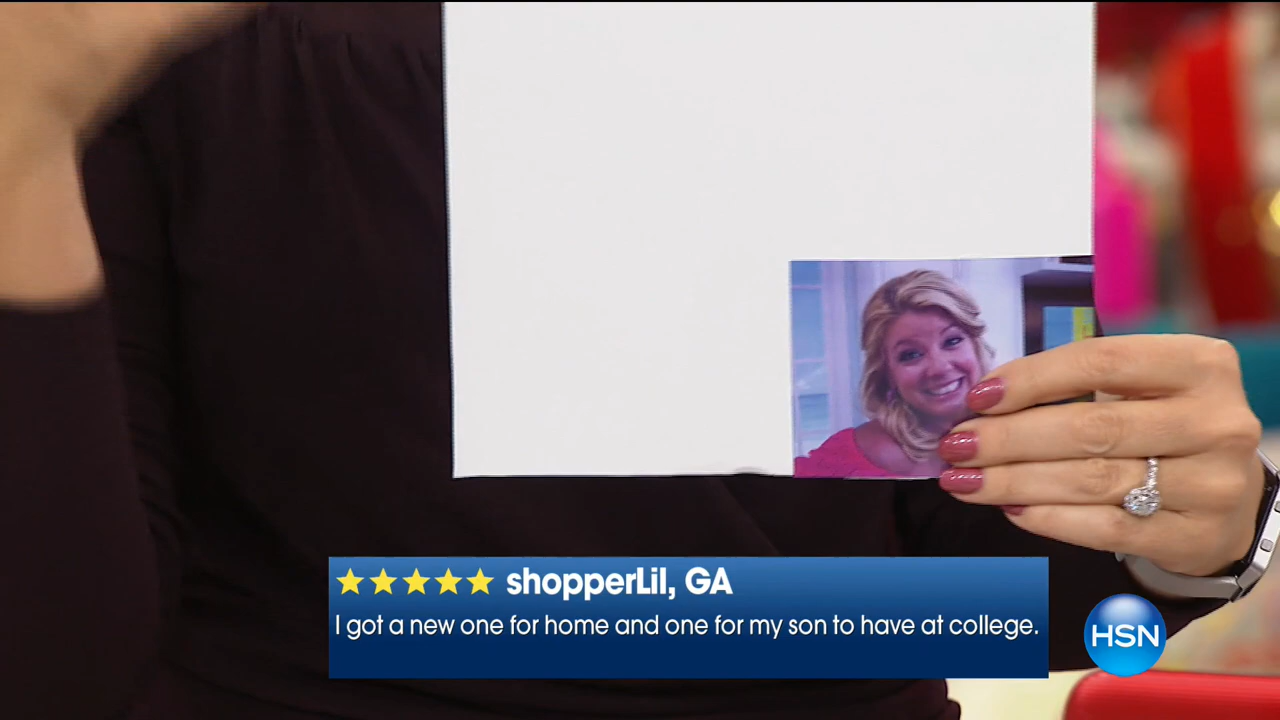 shopperLil, GA
I got a new one for home and one for my son to have at college.
HSN